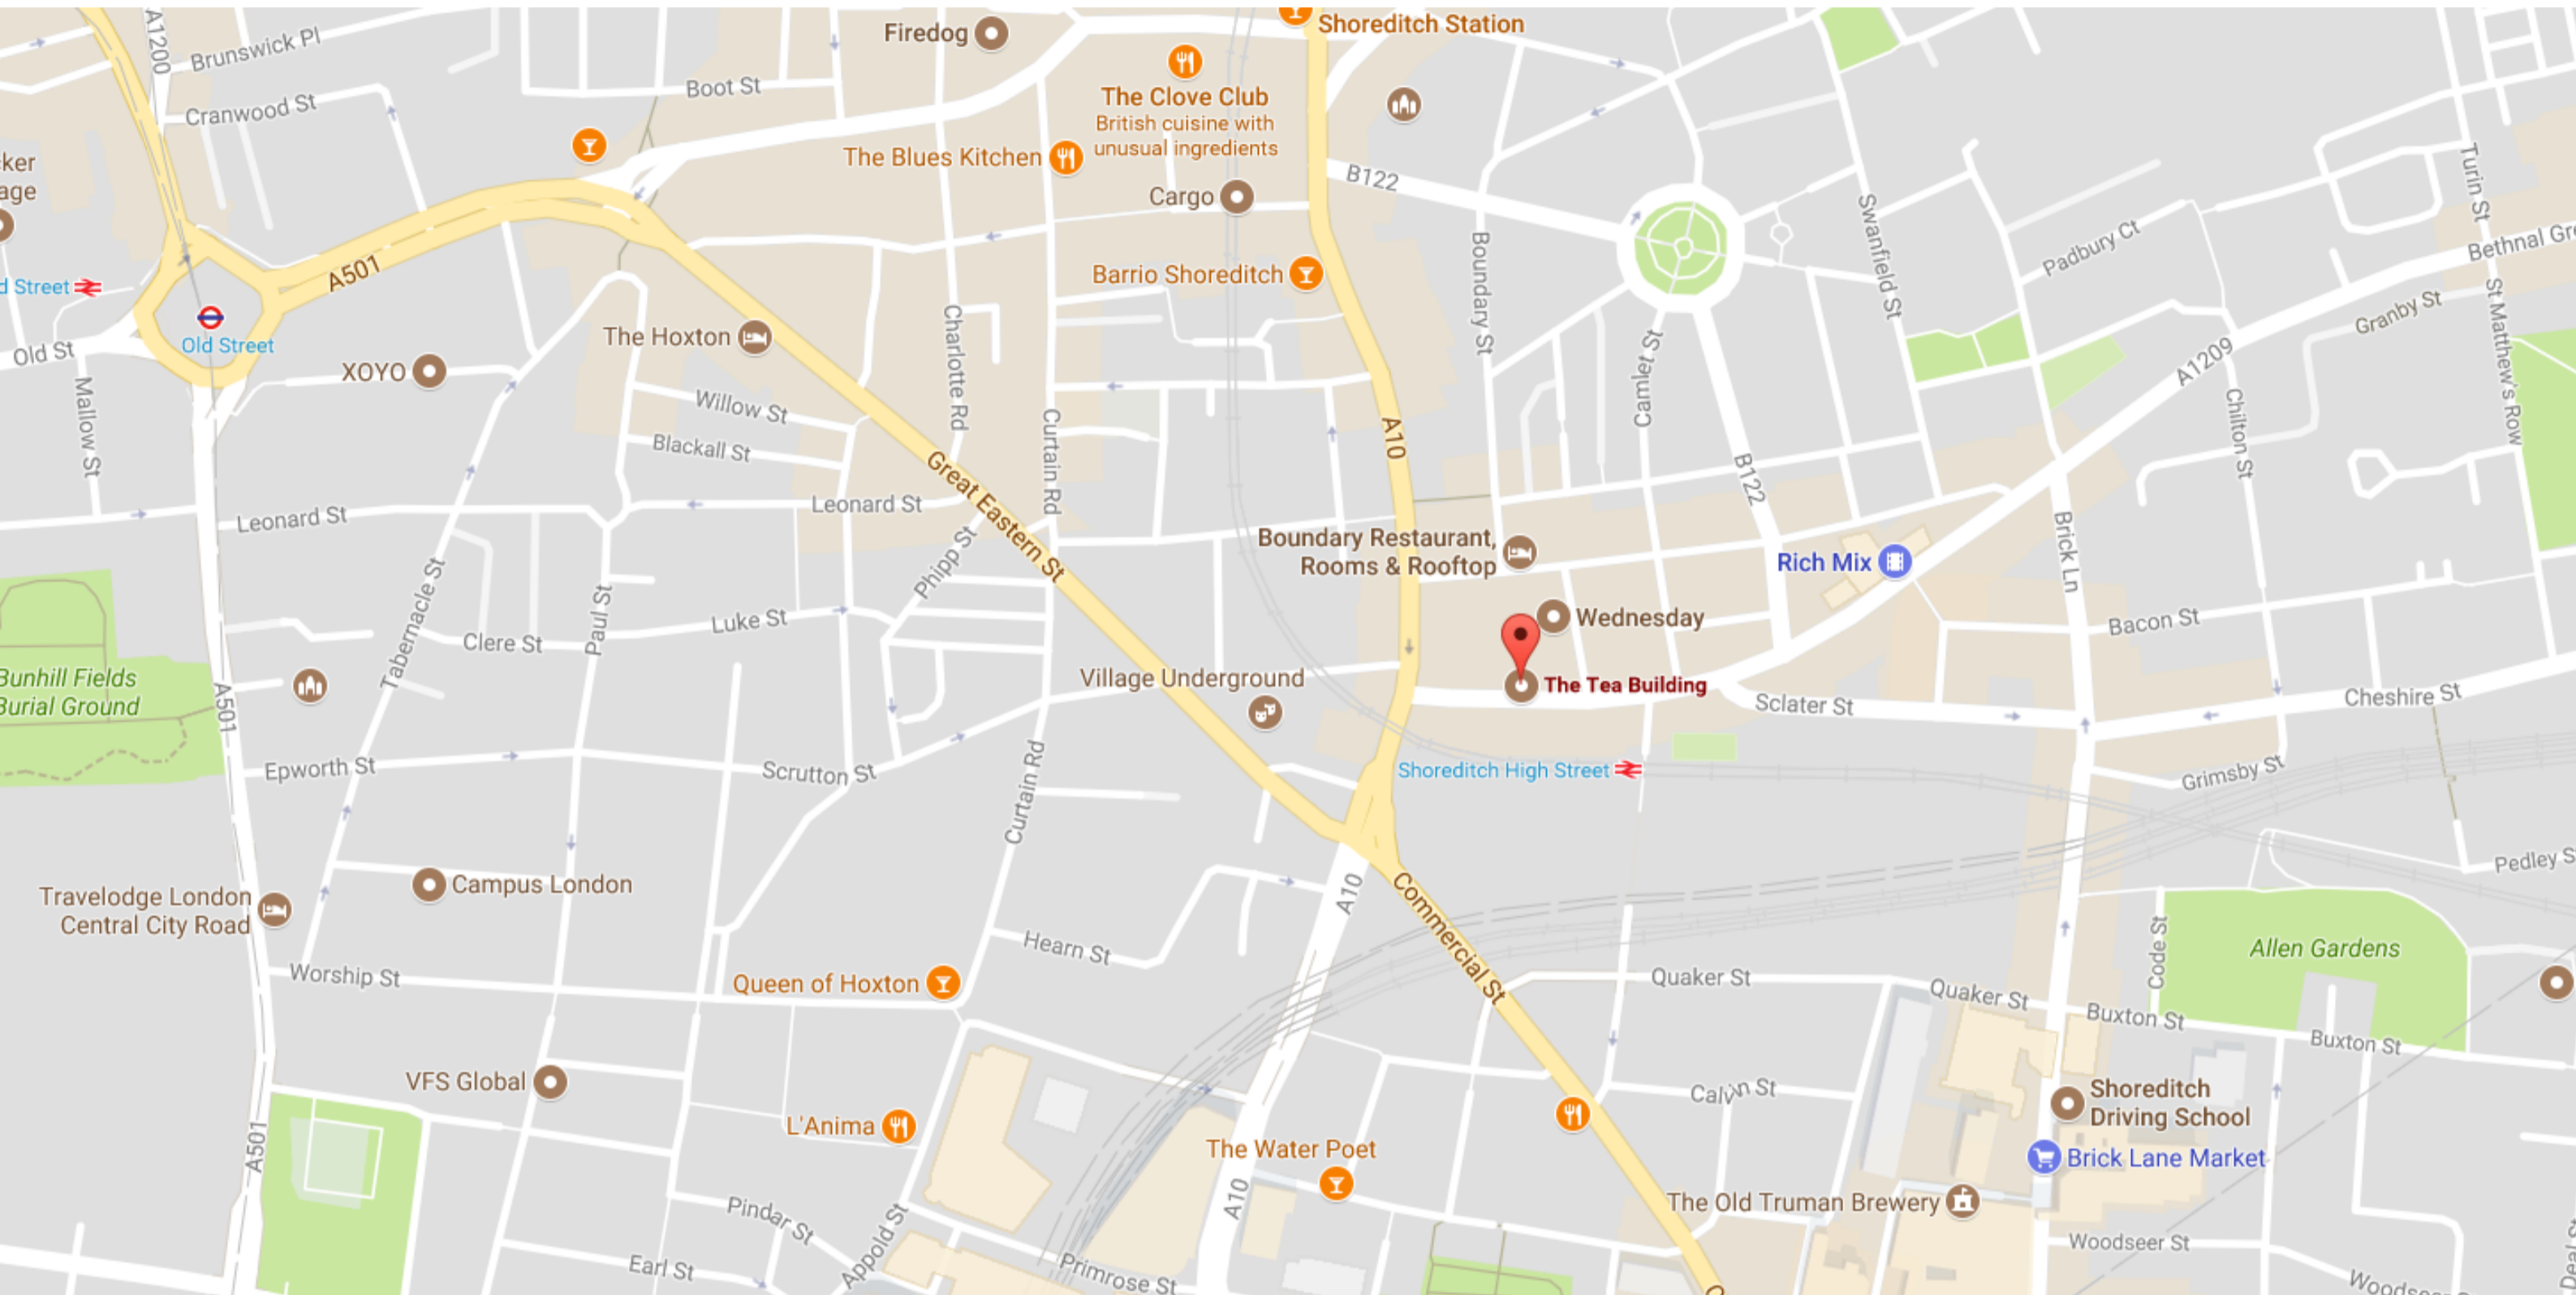 A1200
Brunswick Pl
Cranwood St
Boot St
Firedog
Shoreditch Station
The Clove Club
British cuisine with
unusual ingredients
The Blues Kitchen
Cargo
B122
Barrio Shoreditch
A501
Old Street
Old St
Mallow St
XOYO
The Hoxton
Willow St
Blackall St
Charlotte Rd
Curtain Rd
Great Eastern St
Leonard St
Leonard St
Phipp St
A10
Boundary St
Camlet St
B122
Swanfield St
Padbury Ct
Turin St
Granby St
St Matthew's Row
A1209
Chilton St
Brick Ln
Boundary Restaurant,
Rooms & Rooftop
Rich Mix
Wednesday
The Tea Building
Sclater St
Bacon St
Cheshire St
Grimsby St
Village Underground
Shoreditch High Street
Tabernacle St
Paul St
Clere St
Luke St
Bunhill Fields
Burial Ground
A501
Epworth St
Scrutton St
Curtain Rd
Travelodge London
Central City Road
Campus London
Worship St
Queen of Hoxton
Hearn St
A10
Commercial St
Quaker St
Quaker St
Code St
Allen Gardens
Buxton St
Buxton St
Pedley S
VFS Global
L'Anima
The Water Poet
Calvin St
Shoreditch
Driving School
Brick Lane Market
The Old Truman Brewery
Woodseer St
A501
Pindar St
Earl St
Appold St
Primrose St
A10